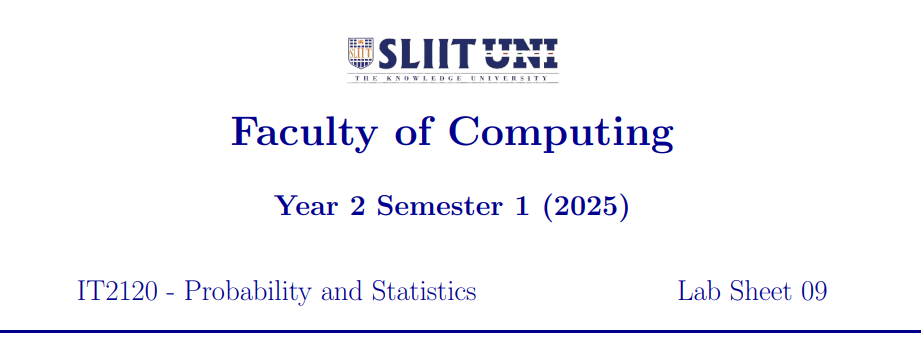 SLIIT
SLIIT UNI
THE KNOWLEDGE UNIVERSITY
Faculty of Computing
Year 2 Semester 1 (2025)
IT2120 - Probability and Statistics Lab Sheet 09